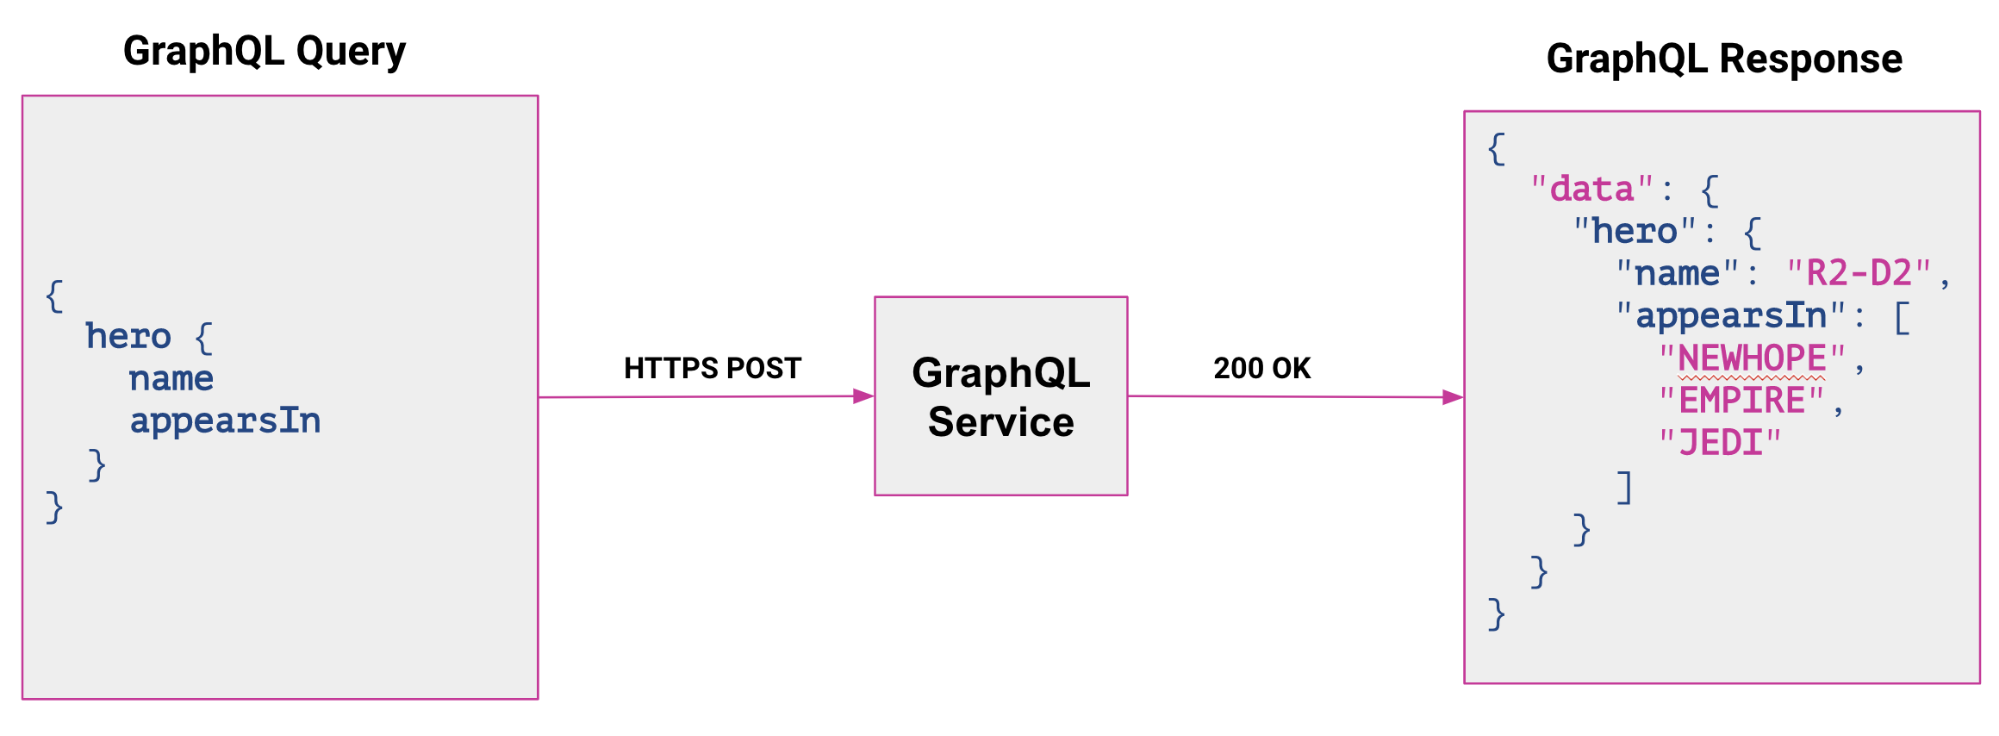 GraphQL Query
{
  hero {
    name
    appearsIn
  }
}
HTTPS POST
GraphQL
Service
200 OK
GraphQL Response
{
  "data": {
    "hero": {
      "name": "R2-D2",
      "appearsIn": [
        "NEWHOPE",
        "EMPIRE",
        "JEDI"
      ]
    }
  }
}